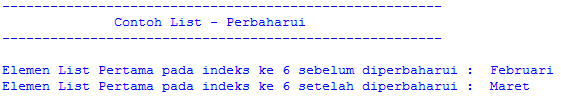 -------------------------------------------------------
Contoh List - Perbaharui
-------------------------------------------------------
Elemen List Pertama pada indeks ke 6 sebelum diperbaharui :  Februari
Elemen List Pertama pada indeks ke 6 setelah diperbaharui :  Maret